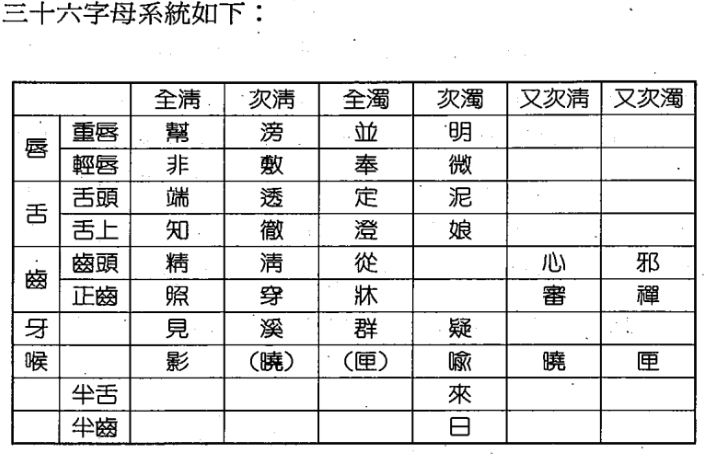 三十六字母系統如下：
全清 次清 全濁 次濁 又次清 又次濁
脣 重脣 幫 滂 並 明
輕脣 非 敷 奉 微
舌 舌頭 端 透 定 泥
舌上 知 徹 澄 娘
齒 齒頭 精 清 從 心 邪
正齒 照 穿 牀 審 禪
牙 見 溪 群 疑
喉 影 （曉） （匣） 喻 曉 匣
半舌 來
半齒 日